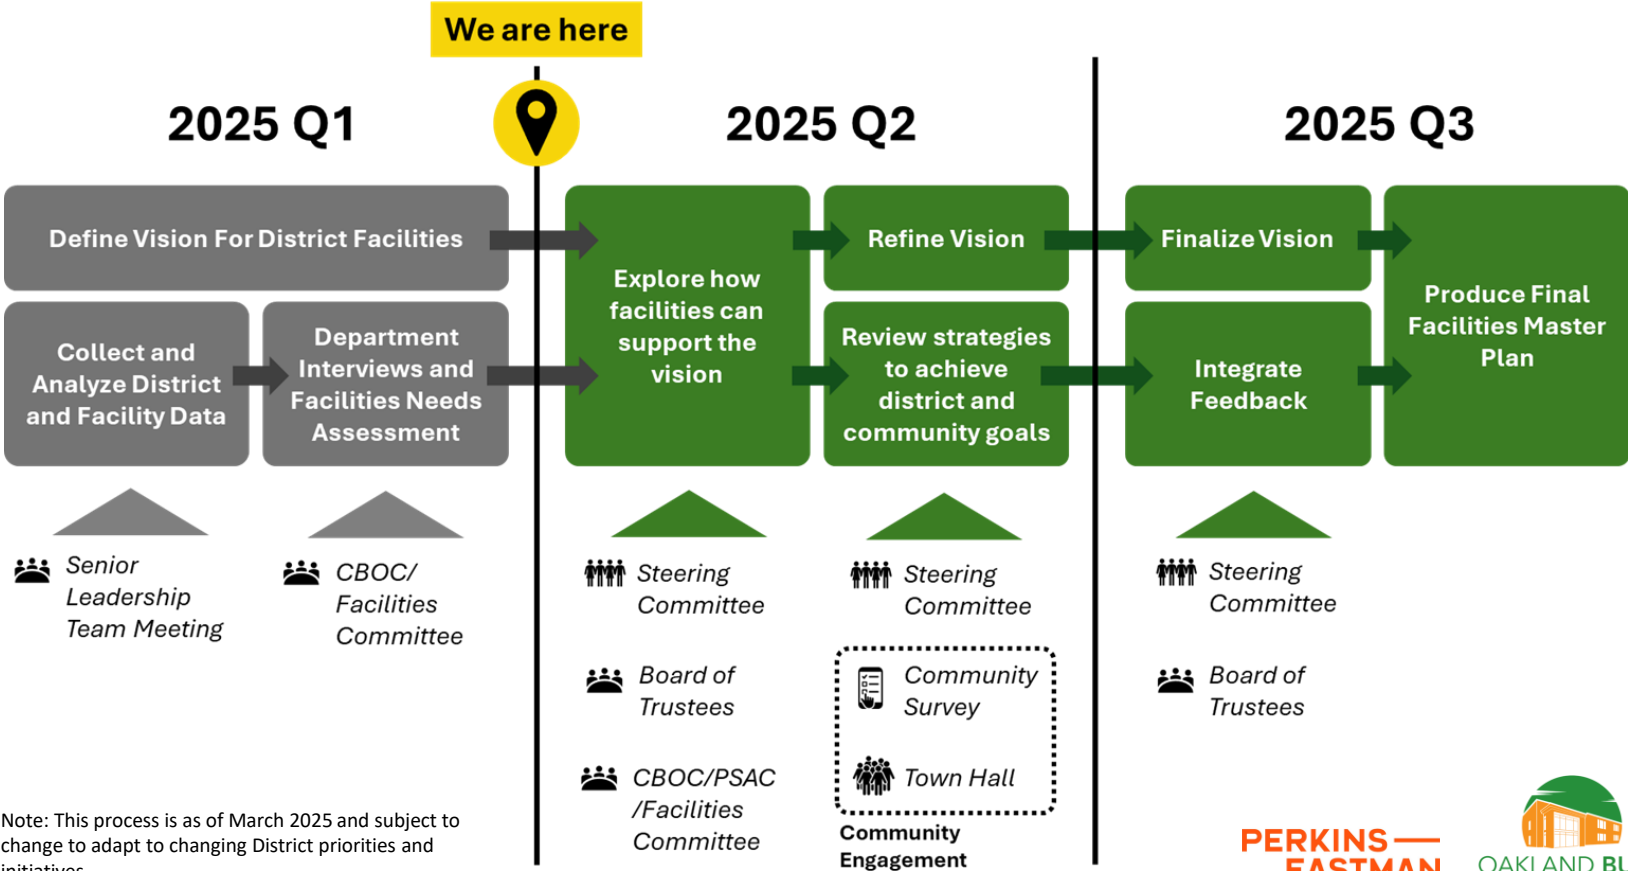 We are here
2025 Q1
2025 Q2
2025 Q3
Define Vision For District Facilities
Collect and
Analyze District
and Facility Data
Department
Interviews and
Facilities Needs
Assessment
Explore how
facilities can
support the
vision
Refine Vision
Review strategies
to achieve
district and
community goals
Finalize Vision
Integrate
Feedback
Produce Final
Facilities Master
Plan
Senior
Leadership
Team Meeting
CBOC/
Facilities
Committee
Steering
Committee
Board of
Trustees
CBOC/PSAC
/Facilities
Committee
Steering
Committee
Community
Survey
Town Hall
Community
Engagement
Steering
Committee
Board of
Trustees
Note: This process is as of March 2025 and subject to
change to adapt to changing District priorities and
initiatives
PERKINS
EASTMAN
OAKLAND BU